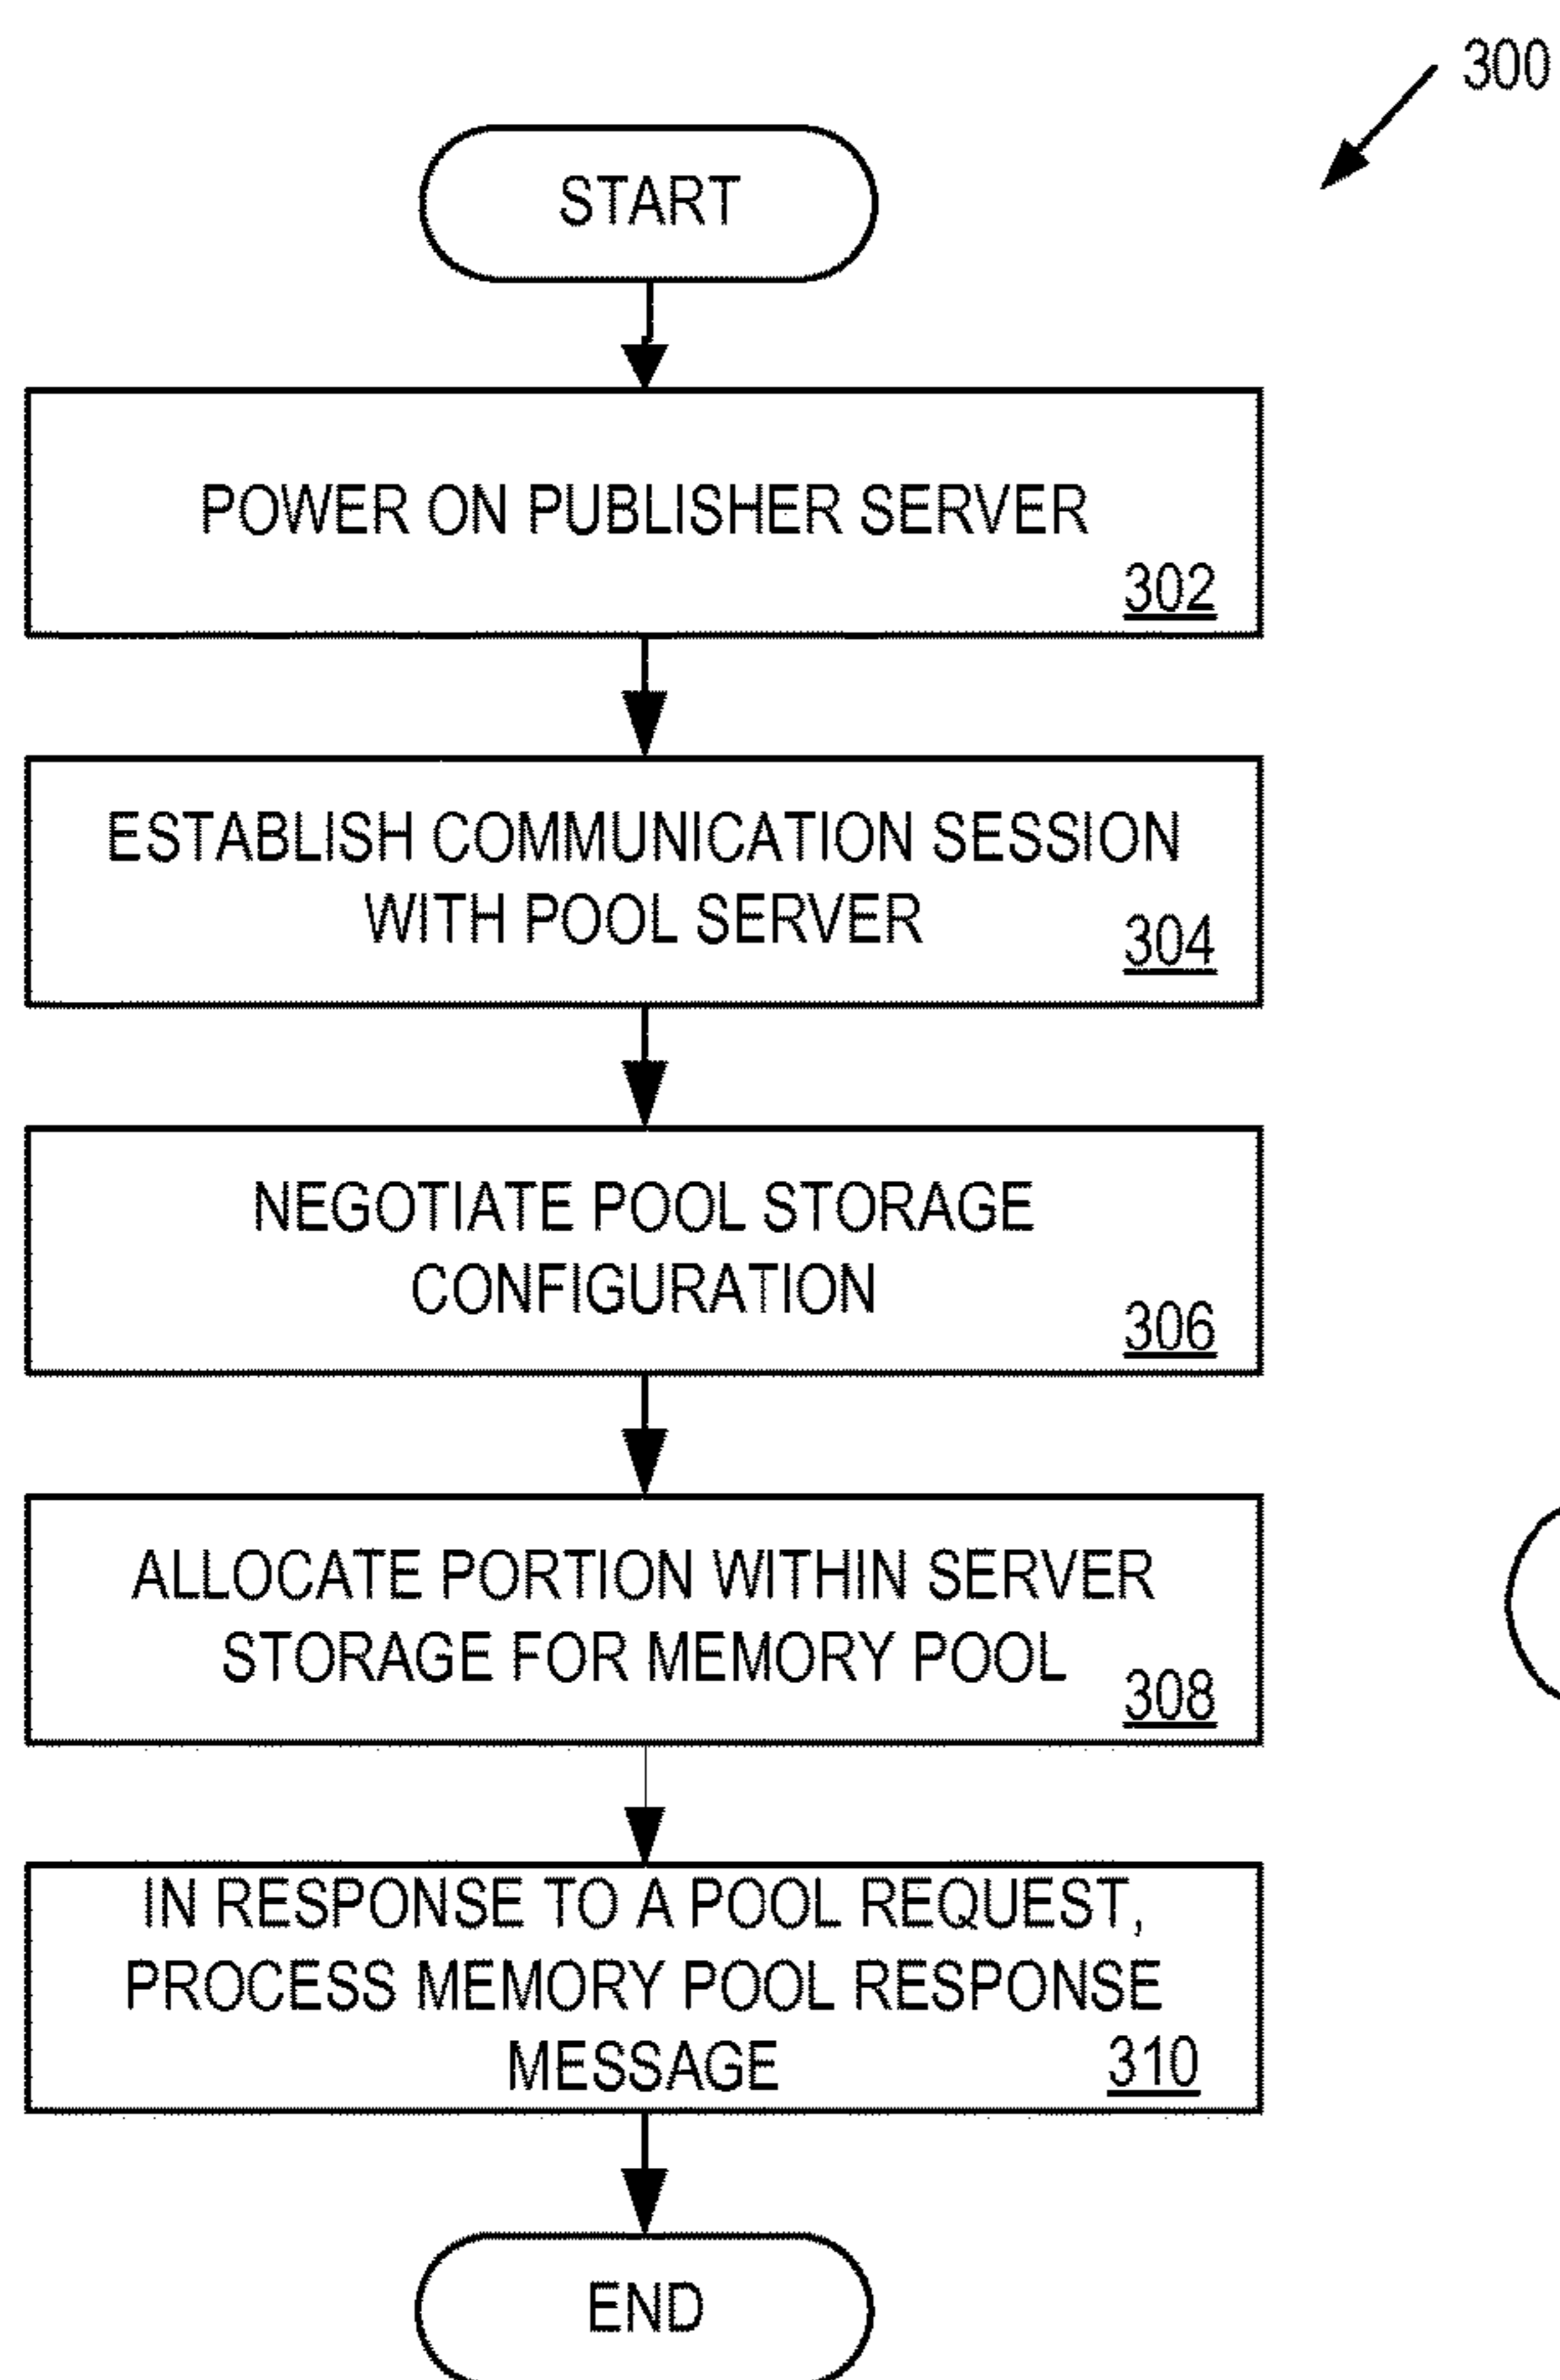 300
START
POWER ON PUBLISHER SERVER
302
ESTABLISH COMMUNICATION SESSION
WITH POOL SERVER
304
NEGOTIATE POOL STORAGE
CONFIGURATION
306
ALLOCATE PORTION WITHIN SERVER
STORAGE FOR MEMORY POOL
308
IN RESPONSE TO A POOL REQUEST,
PROCESS MEMORY POOL RESPONSE
MESSAGE
310
END